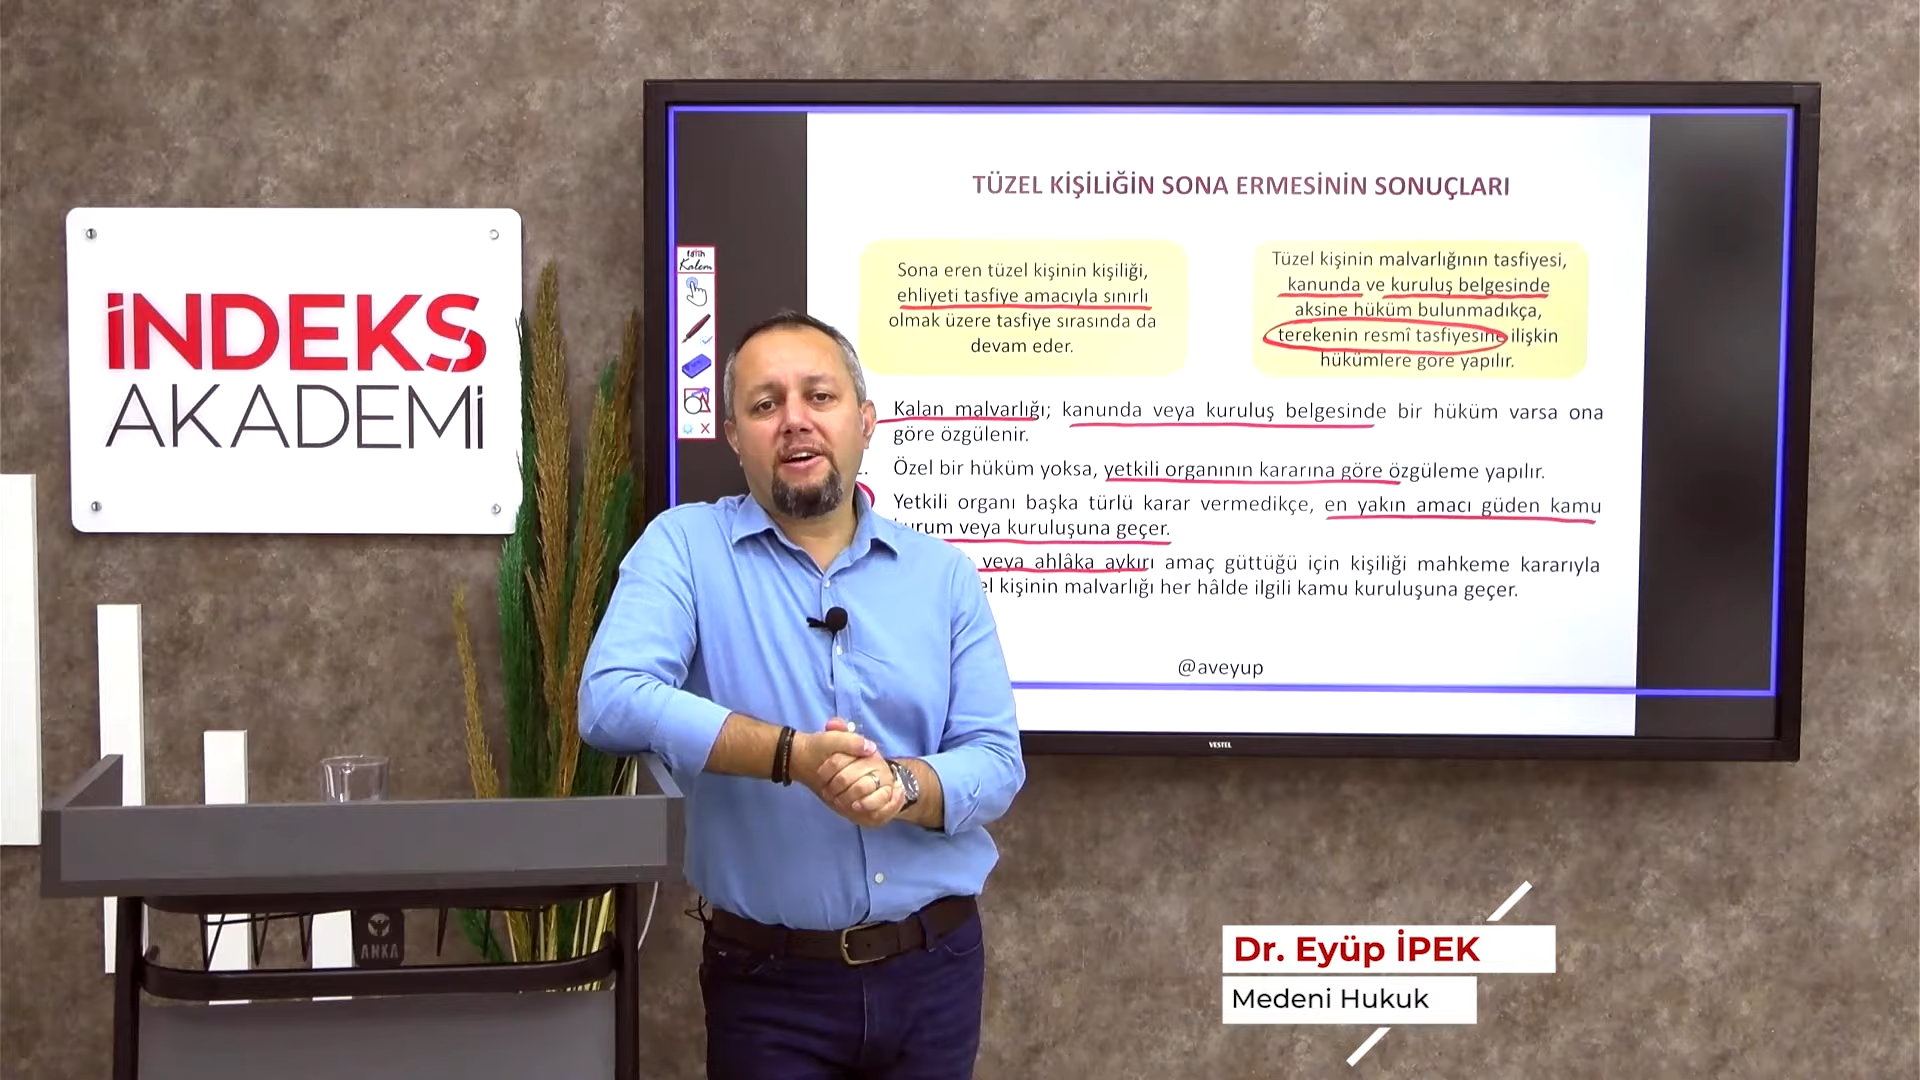 İNDEKS
AKADEMİ
fatih
Kalem
TÜZEL KİŞİLİĞİN SONA ERMESİNİN SONUÇLARI
Sona eren tüzel kişinin kişiliği,
ehliyeti tasfiye amacıyla sınırlı
olmak üzere tasfiye sırasında da
devam eder.
Tüzel kişinin malvarlığının tasfiyesi,
kanunda ve kuruluş belgesinde
aksine hüküm bulunmadıkça,
terekenin resmî tasfiyesine ilişkin
hükümlere göre yapılır.
Kalan malvarlığı; kanunda veya kuruluş belgesinde bir hüküm varsa ona
göre özgülenir.
Özel bir hüküm yoksa, yetkili organının kararına göre özgüleme yapılır.
Yetkili organı başka türlü karar vermedikçe, en yakın amacı güden kamu
kurum veya kuruluşuna geçer.
veya ahlâka aykırı amaç güttüğü için kişiliği mahkeme kararıyla
kişinin malvarlığı her hâlde ilgili kamu kuruluşuna geçer.
@aveyup
VESTEL
ANKA
Dr. Eyüp İPEK
Medeni Hukuk